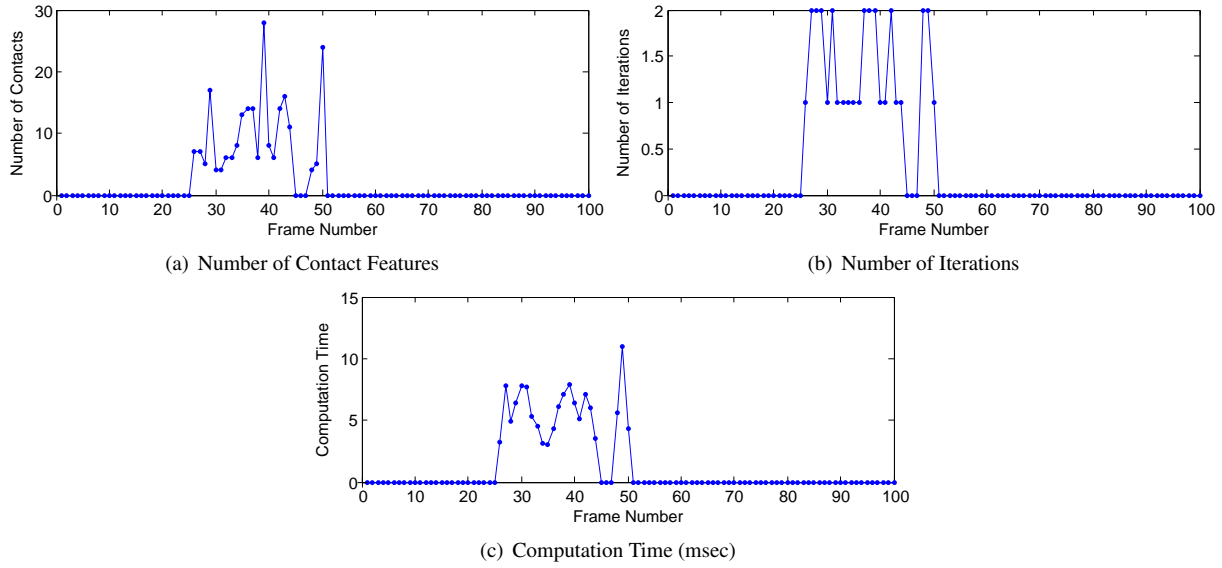 30
20
10
0
Number of Contacts
0 10 20 30 40 50 60 70 80 90 100
Frame Number
(a) Number of Contact Features
2
1.5
1
0.5
0
Number of Iterations
0 10 20 30 40 50 60 70 80 90 100
Frame Number
(b) Number of Iterations
15
10
5
0
Computation Time
0 10 20 30 40 50 60 70 80 90 100
Frame Number
(c) Computation Time (msec)